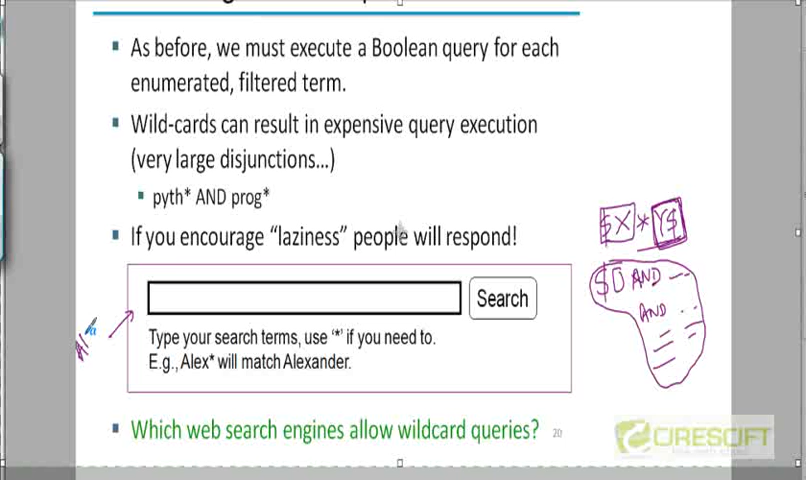 As before, we must execute a Boolean query for each
enumerated, filtered term.
Wild-cards can result in expensive query execution
(very large disjunctions…)
pyth* AND prog*
If you encourage “laziness” people will respond!
$X * Y$
AND
AND
Search
Type your search terms, use ‘*’ if you need to.
E.g., Alex* will match Alexander.
Which web search engines allow wildcard queries?
20